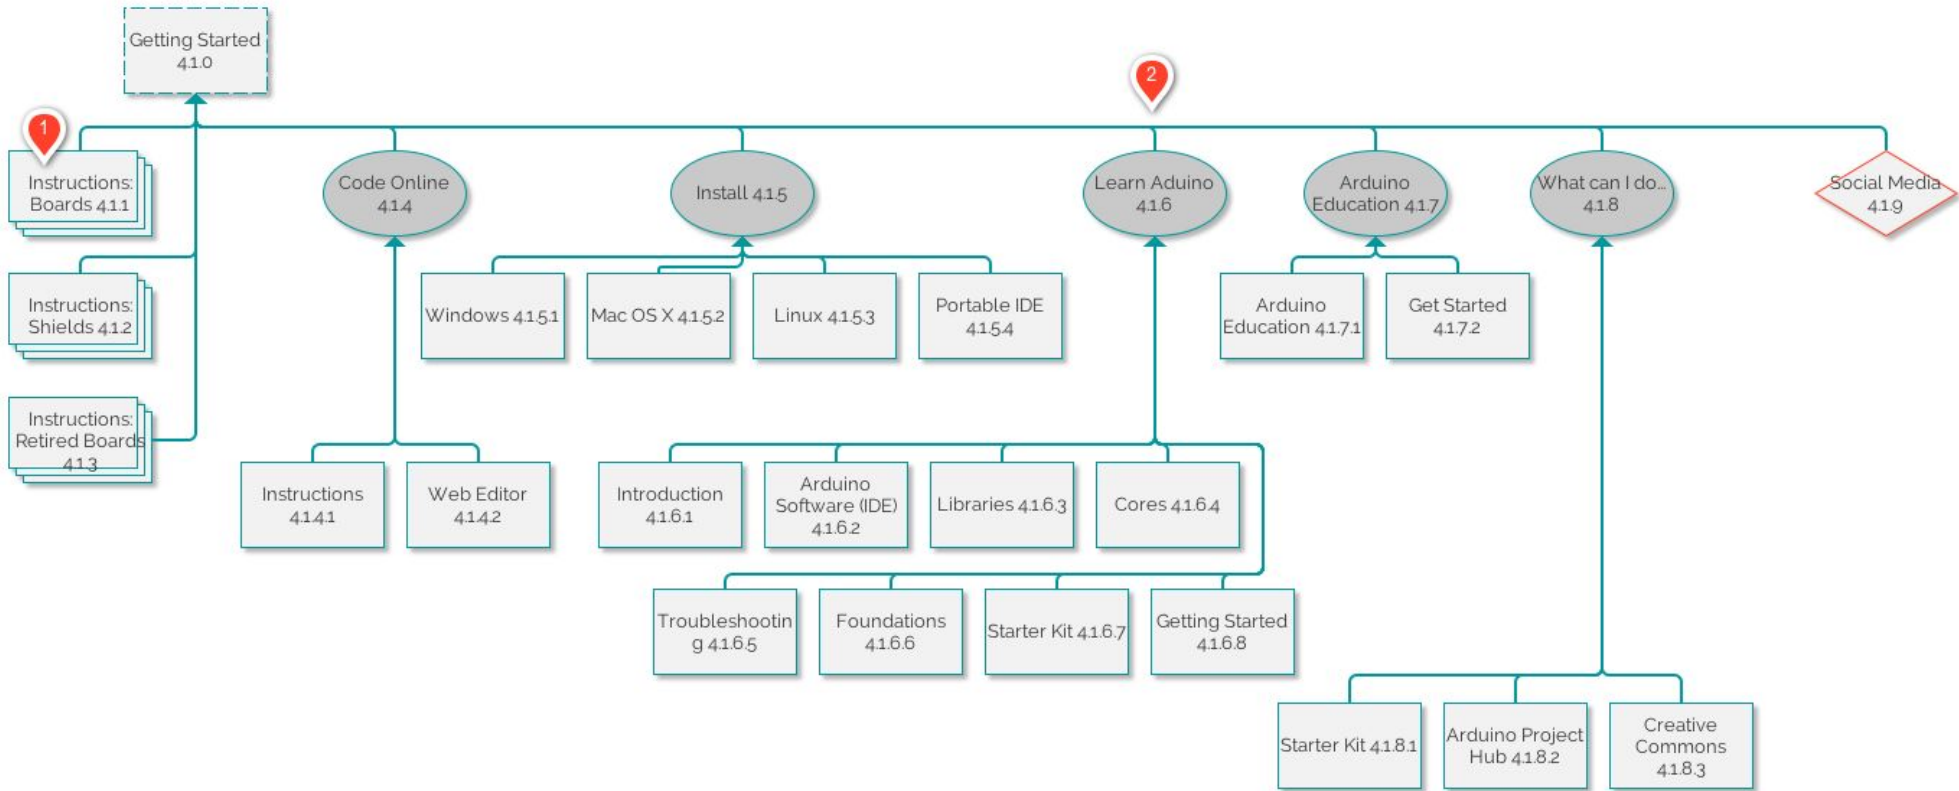 Getting Started
4.1.0
1
2
Instructions:
Boards 4.1.1
Code Online
4.1.4
Install 4.1.5
Learn Aduino
4.1.6
Arduino
Education 4.1.7
What can I do...
4.1.8
Social Media
4.1.9
Instructions:
Shields 4.1.2
Windows 4.1.5.1
Mac OS X 4.1.5.2
Linux 4.1.5.3
Portable IDE
4.1.5.4
Arduino
Education 4.1.7.1
Get Started
4.1.7.2
Instructions:
Retired Boards
4.1.3
Instructions
4.1.4.1
Web Editor
4.1.4.2
Introduction
4.1.6.1
Arduino
Software (IDE)
4.1.6.2
Libraries 4.1.6.3
Cores 4.1.6.4
Troubleshootin
g 4.1.6.5
Foundations
4.1.6.6
Starter Kit 4.1.6.7
Getting Started
4.1.6.8
Starter Kit 4.1.8.1
Arduino Project
Hub 4.1.8.2
Creative
Commons
4.1.8.3